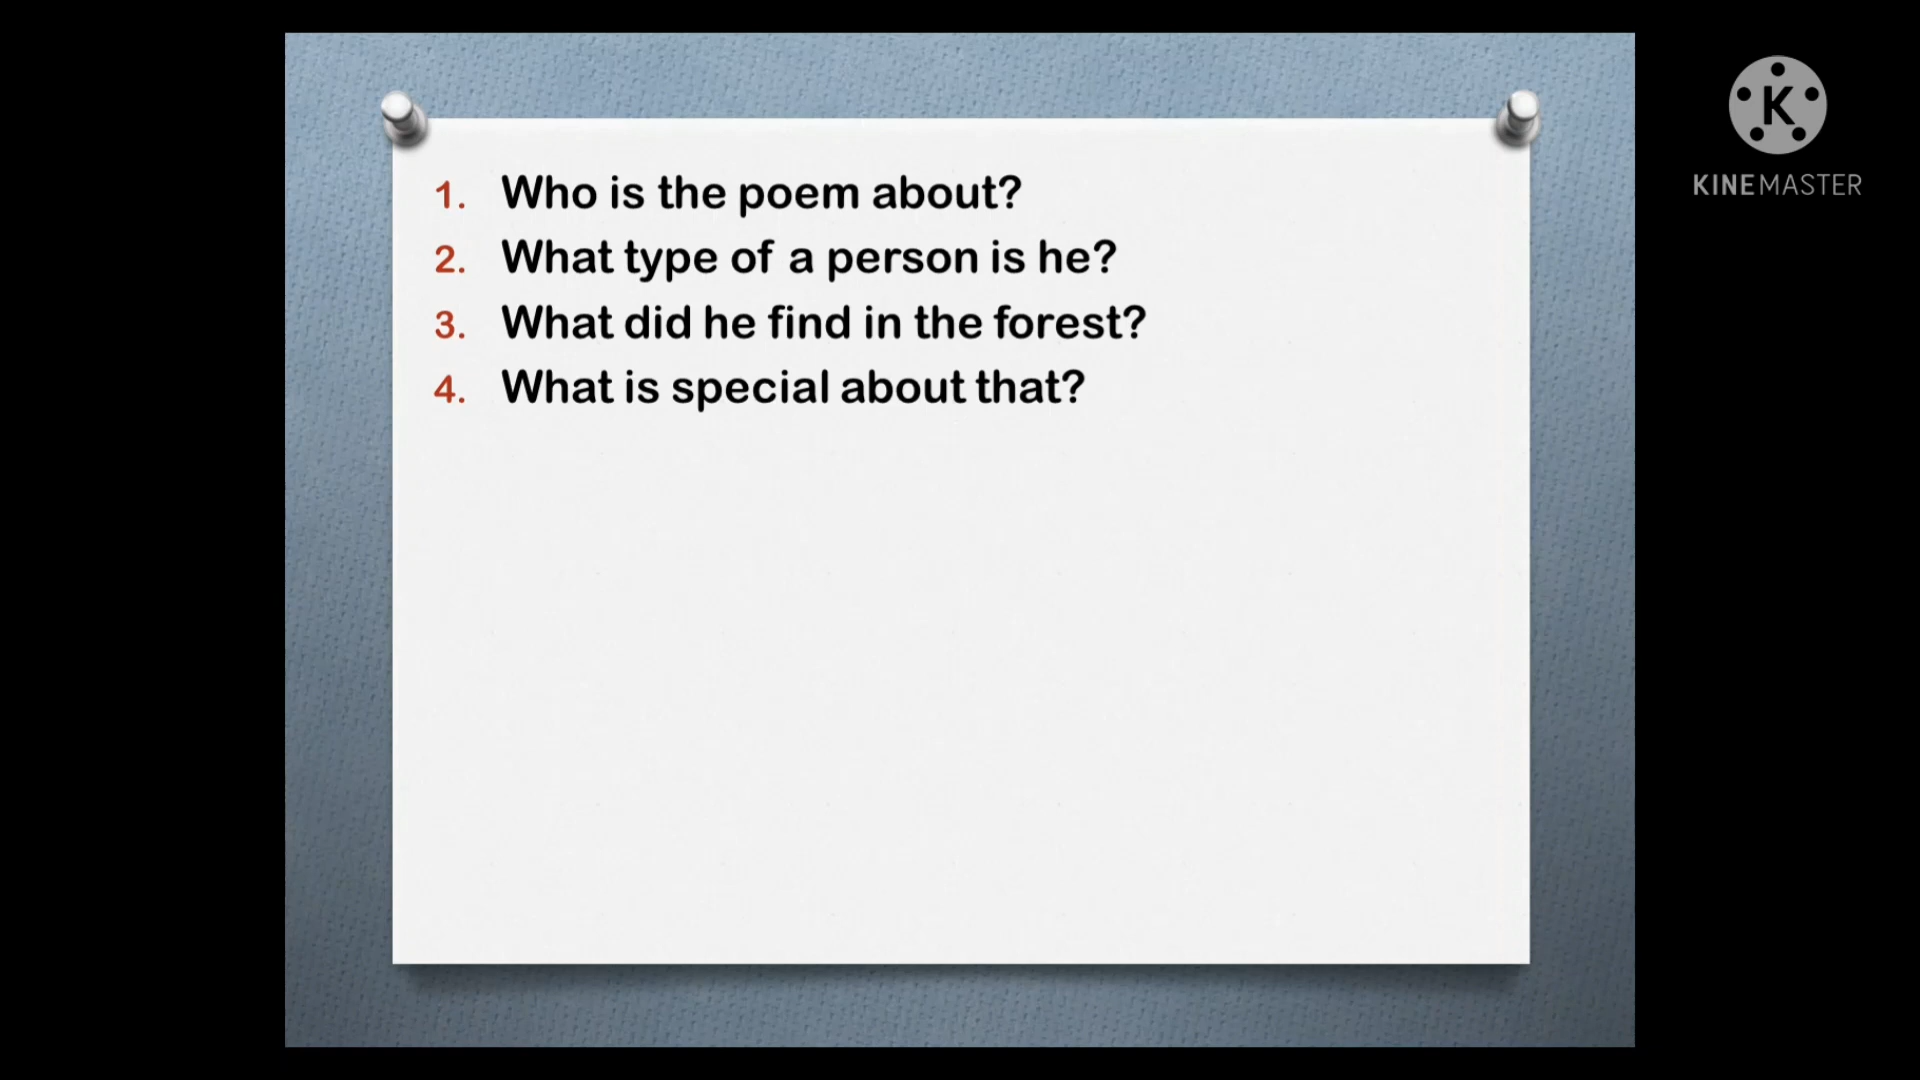 1. Who is the poem about?
2. What type of a person is he?
3. What did he find in the forest?
4. What is special about that?
K
KINEMASTER